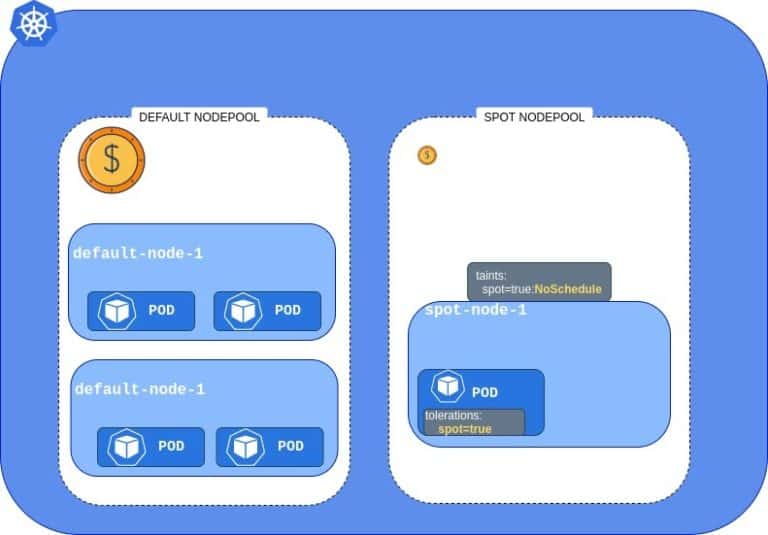 DEFAULT NODEPOOL
$
default-node-1
POD
POD
default-node-1
POD
POD
SPOT NODEPOOL
$
taints:
spot=true:NoSchedule
spot-node-1
POD
tolerations:
spot=true